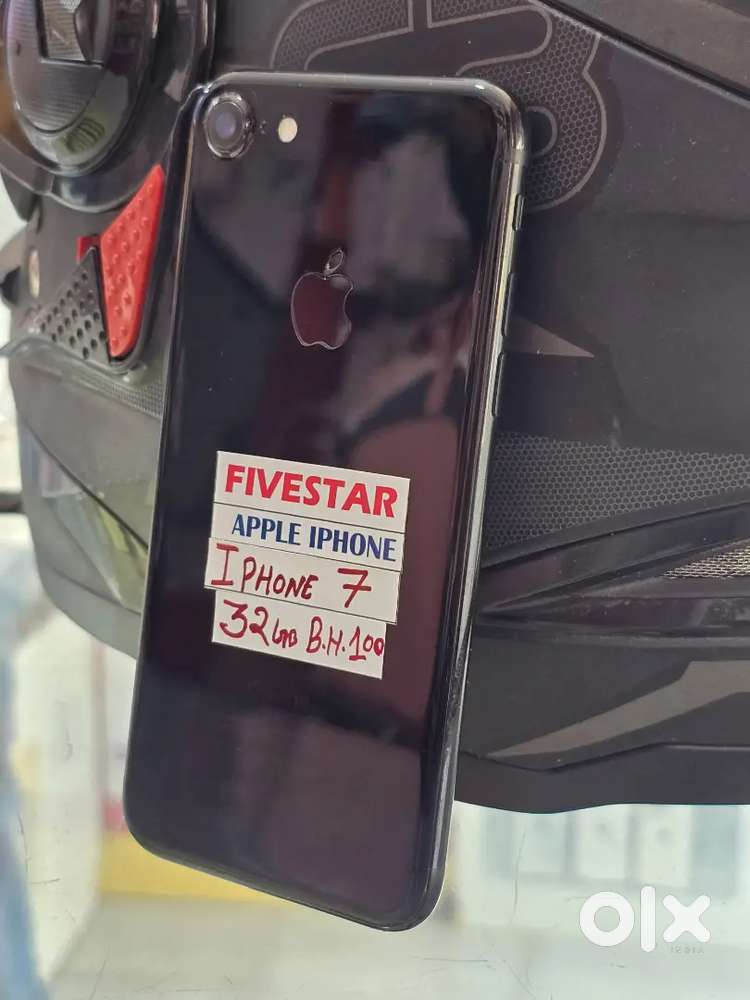 FIVESTAR
APPLE IPHONE
IPHONE 7
32GB B.H.100
olx